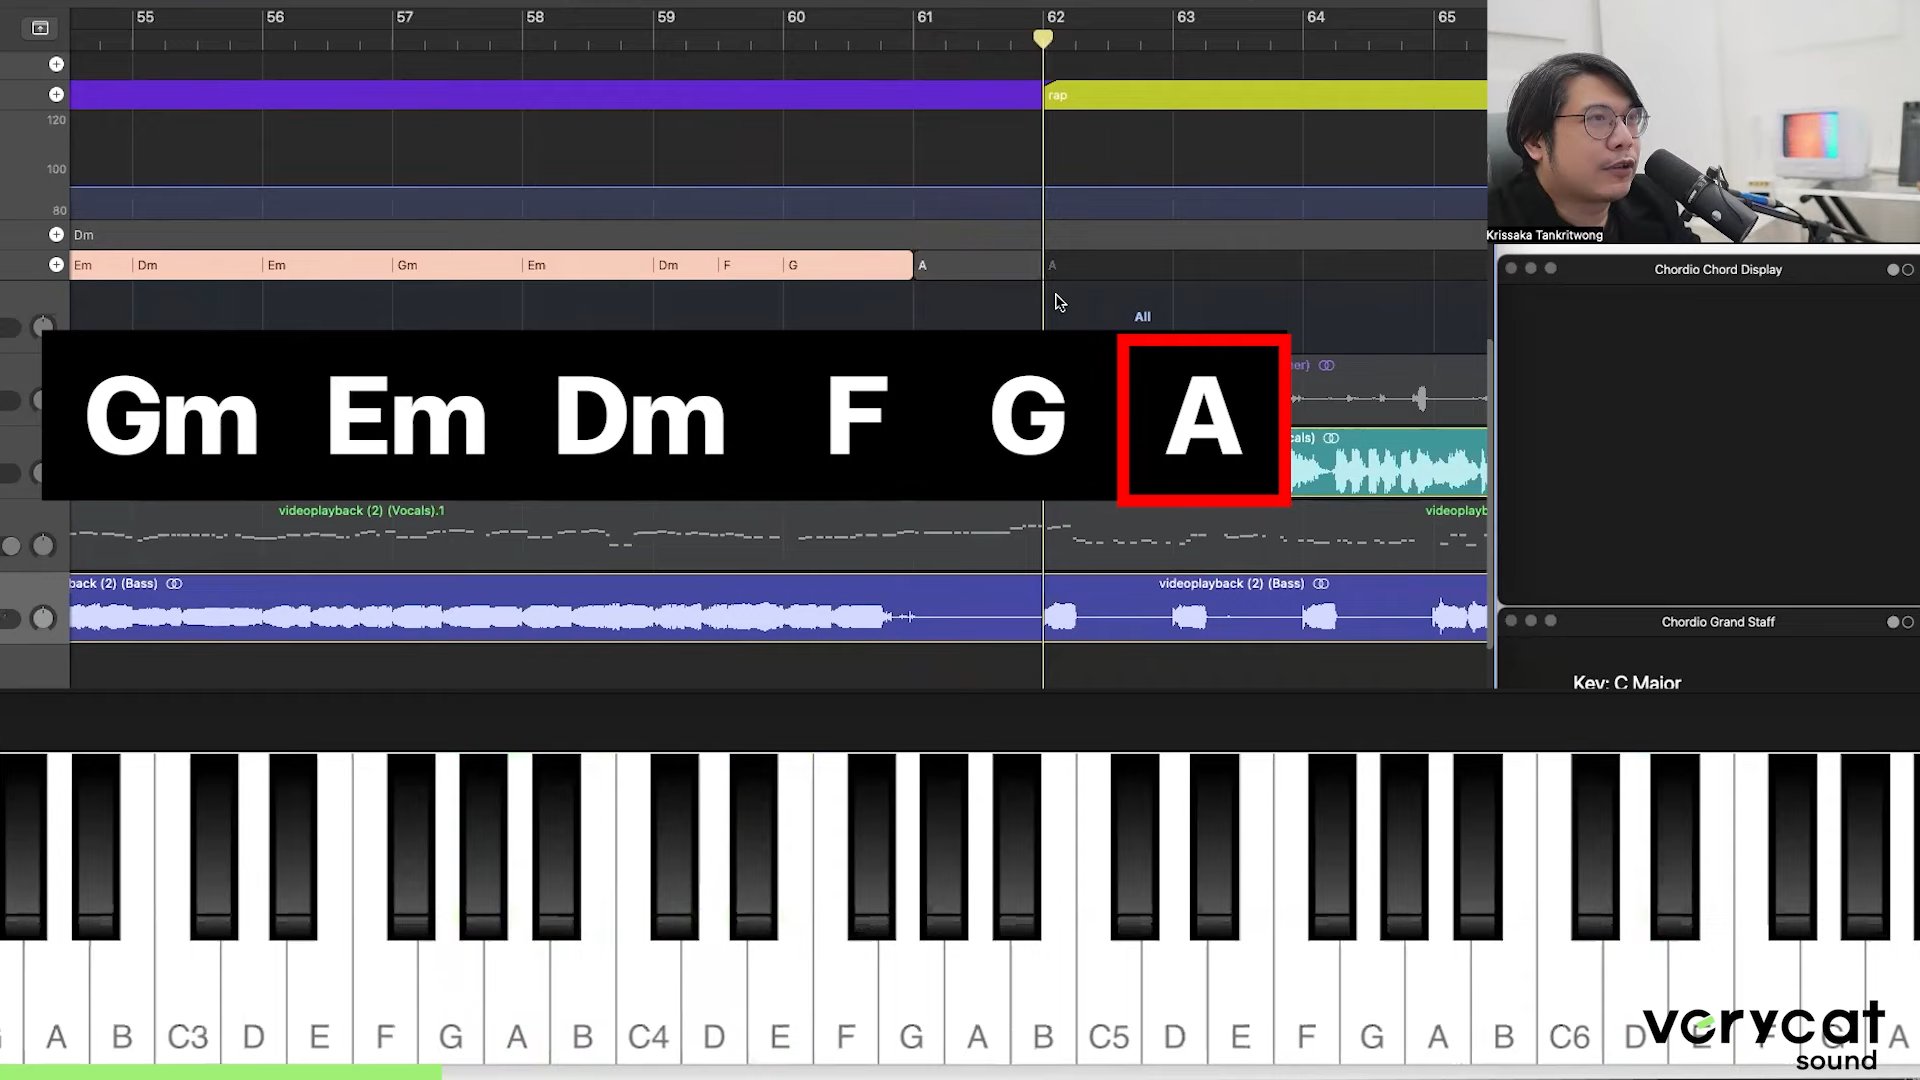 55 56 57 58 59 60 61 62 63 64 65
rap
120
100
80
Dm
Em Dm Em Gm Em Dm F G A A
All
Gm Em Dm F G A
videoplayback (2) (Vocals).1
back (2) (Bass)
videoplayback (2) (Bass)
Krissaka Tankritwong
Chordio Chord Display
Chordio Grand Staff
Key: C Major
A B C3 D E F G A B C4 D E F G A B C5 D E F G A B C6 D E F G A
verycat
sound